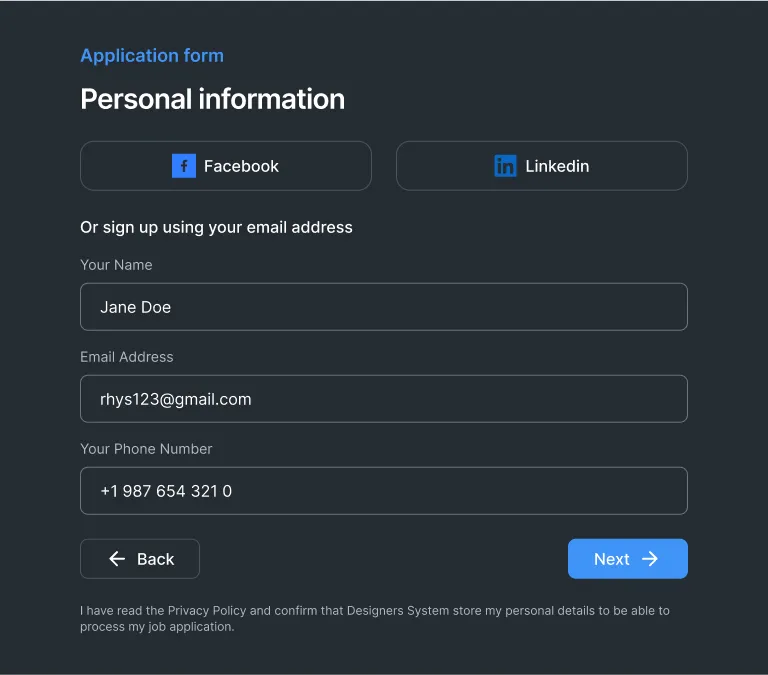 Application form
Personal information
Facebook
Linkedin
Or sign up using your email address
Your Name
Jane Doe
Email Address
rhys123@gmail.com
Your Phone Number
+1 987 654 321 0
Back
Next
I have read the Privacy Policy and confirm that Designers System store my personal details to be able to
process my job application.